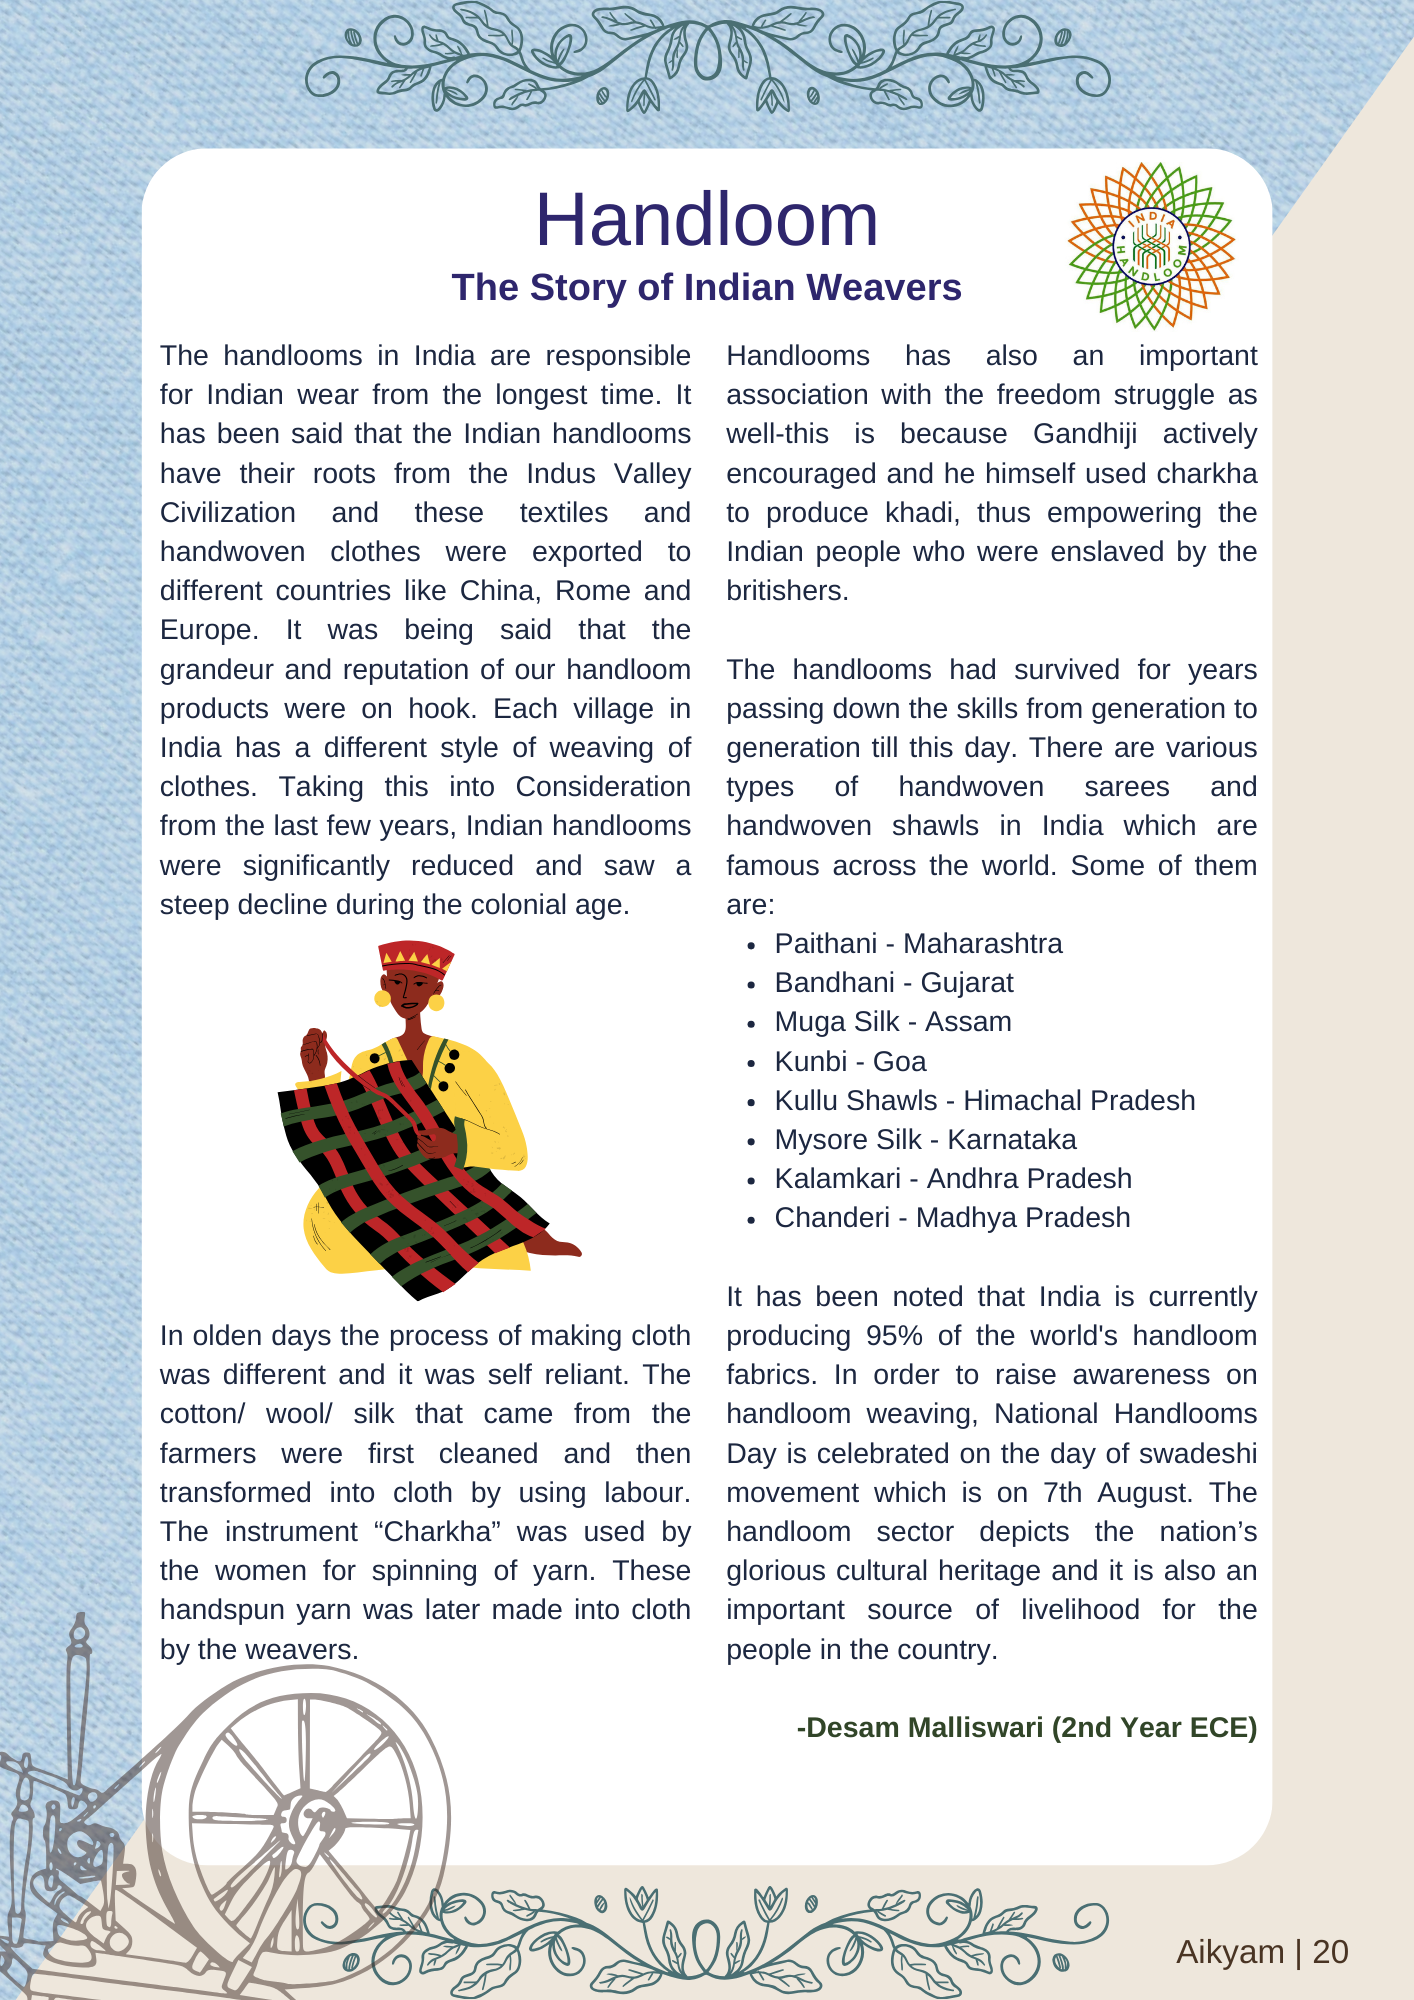 Handloom
The Story of Indian Weavers
INDIA
HANDLOOM
The handlooms in India are responsible
for Indian wear from the longest time. It
has been said that the Indian handlooms
have their roots from the Indus Valley
Civilization and these textiles and
handwoven clothes were exported to
different countries like China, Rome and
Europe. It was being said that the
grandeur and reputation of our handloom
products were on hook. Each village in
India has a different style of weaving of
clothes. Taking this into Consideration
from the last few years, Indian handlooms
were significantly reduced and saw a
steep decline during the colonial age.
In olden days the process of making cloth
was different and it was self reliant. The
cotton/ wool/ silk that came from the
farmers were first cleaned and then
transformed into cloth by using labour.
The instrument “Charkha” was used by
the women for spinning of yarn. These
handspun yarn was later made into cloth
by the weavers.
Handlooms has also an important
association with the freedom struggle as
well-this is because Gandhiji actively
encouraged and he himself used charkha
to produce khadi, thus empowering the
Indian people who were enslaved by the
britishers.
The handlooms had survived for years
passing down the skills from generation to
generation till this day. There are various
types of handwoven sarees and
handwoven shawls in India which are
famous across the world. Some of them
are:
• Paithani - Maharashtra
• Bandhani - Gujarat
• Muga Silk - Assam
• Kunbi - Goa
• Kullu Shawls - Himachal Pradesh
• Mysore Silk - Karnataka
• Kalamkari - Andhra Pradesh
• Chanderi - Madhya Pradesh
It has been noted that India is currently
producing 95% of the world's handloom
fabrics. In order to raise awareness on
handloom weaving, National Handlooms
Day is celebrated on the day of swadeshi
movement which is on 7th August. The
handloom sector depicts the nation’s
glorious cultural heritage and it is also an
important source of livelihood for the
people in the country.
-Desam Malliswari (2nd Year ECE)
Aikyam | 20